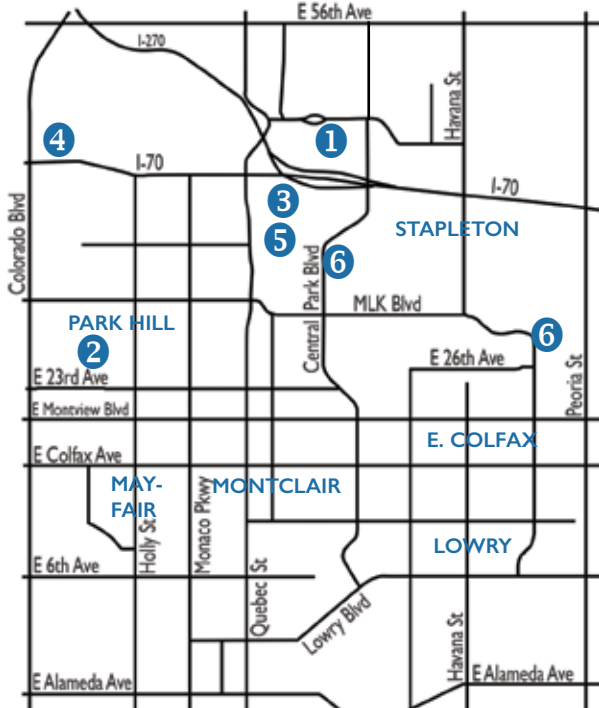 E 56th Ave
I-270
Havana St
1
4
I-70
I-70
3
Colorado Blvd
STAPLETON
5
6
Central Park Blvd
MLK Blvd
PARK HILL
6
2
E 26th Ave
E 23rd Ave
Peoria St
E Montview Blvd
E. COLFAX
E Colfax Ave
MAY-
FAIR
MONTCLAIR
Holly St
Monaco Pkwy
LOWRY
E 6th Ave
Quebec St
Lowry Blvd
Havana St
E Alameda Ave
E Alameda Ave